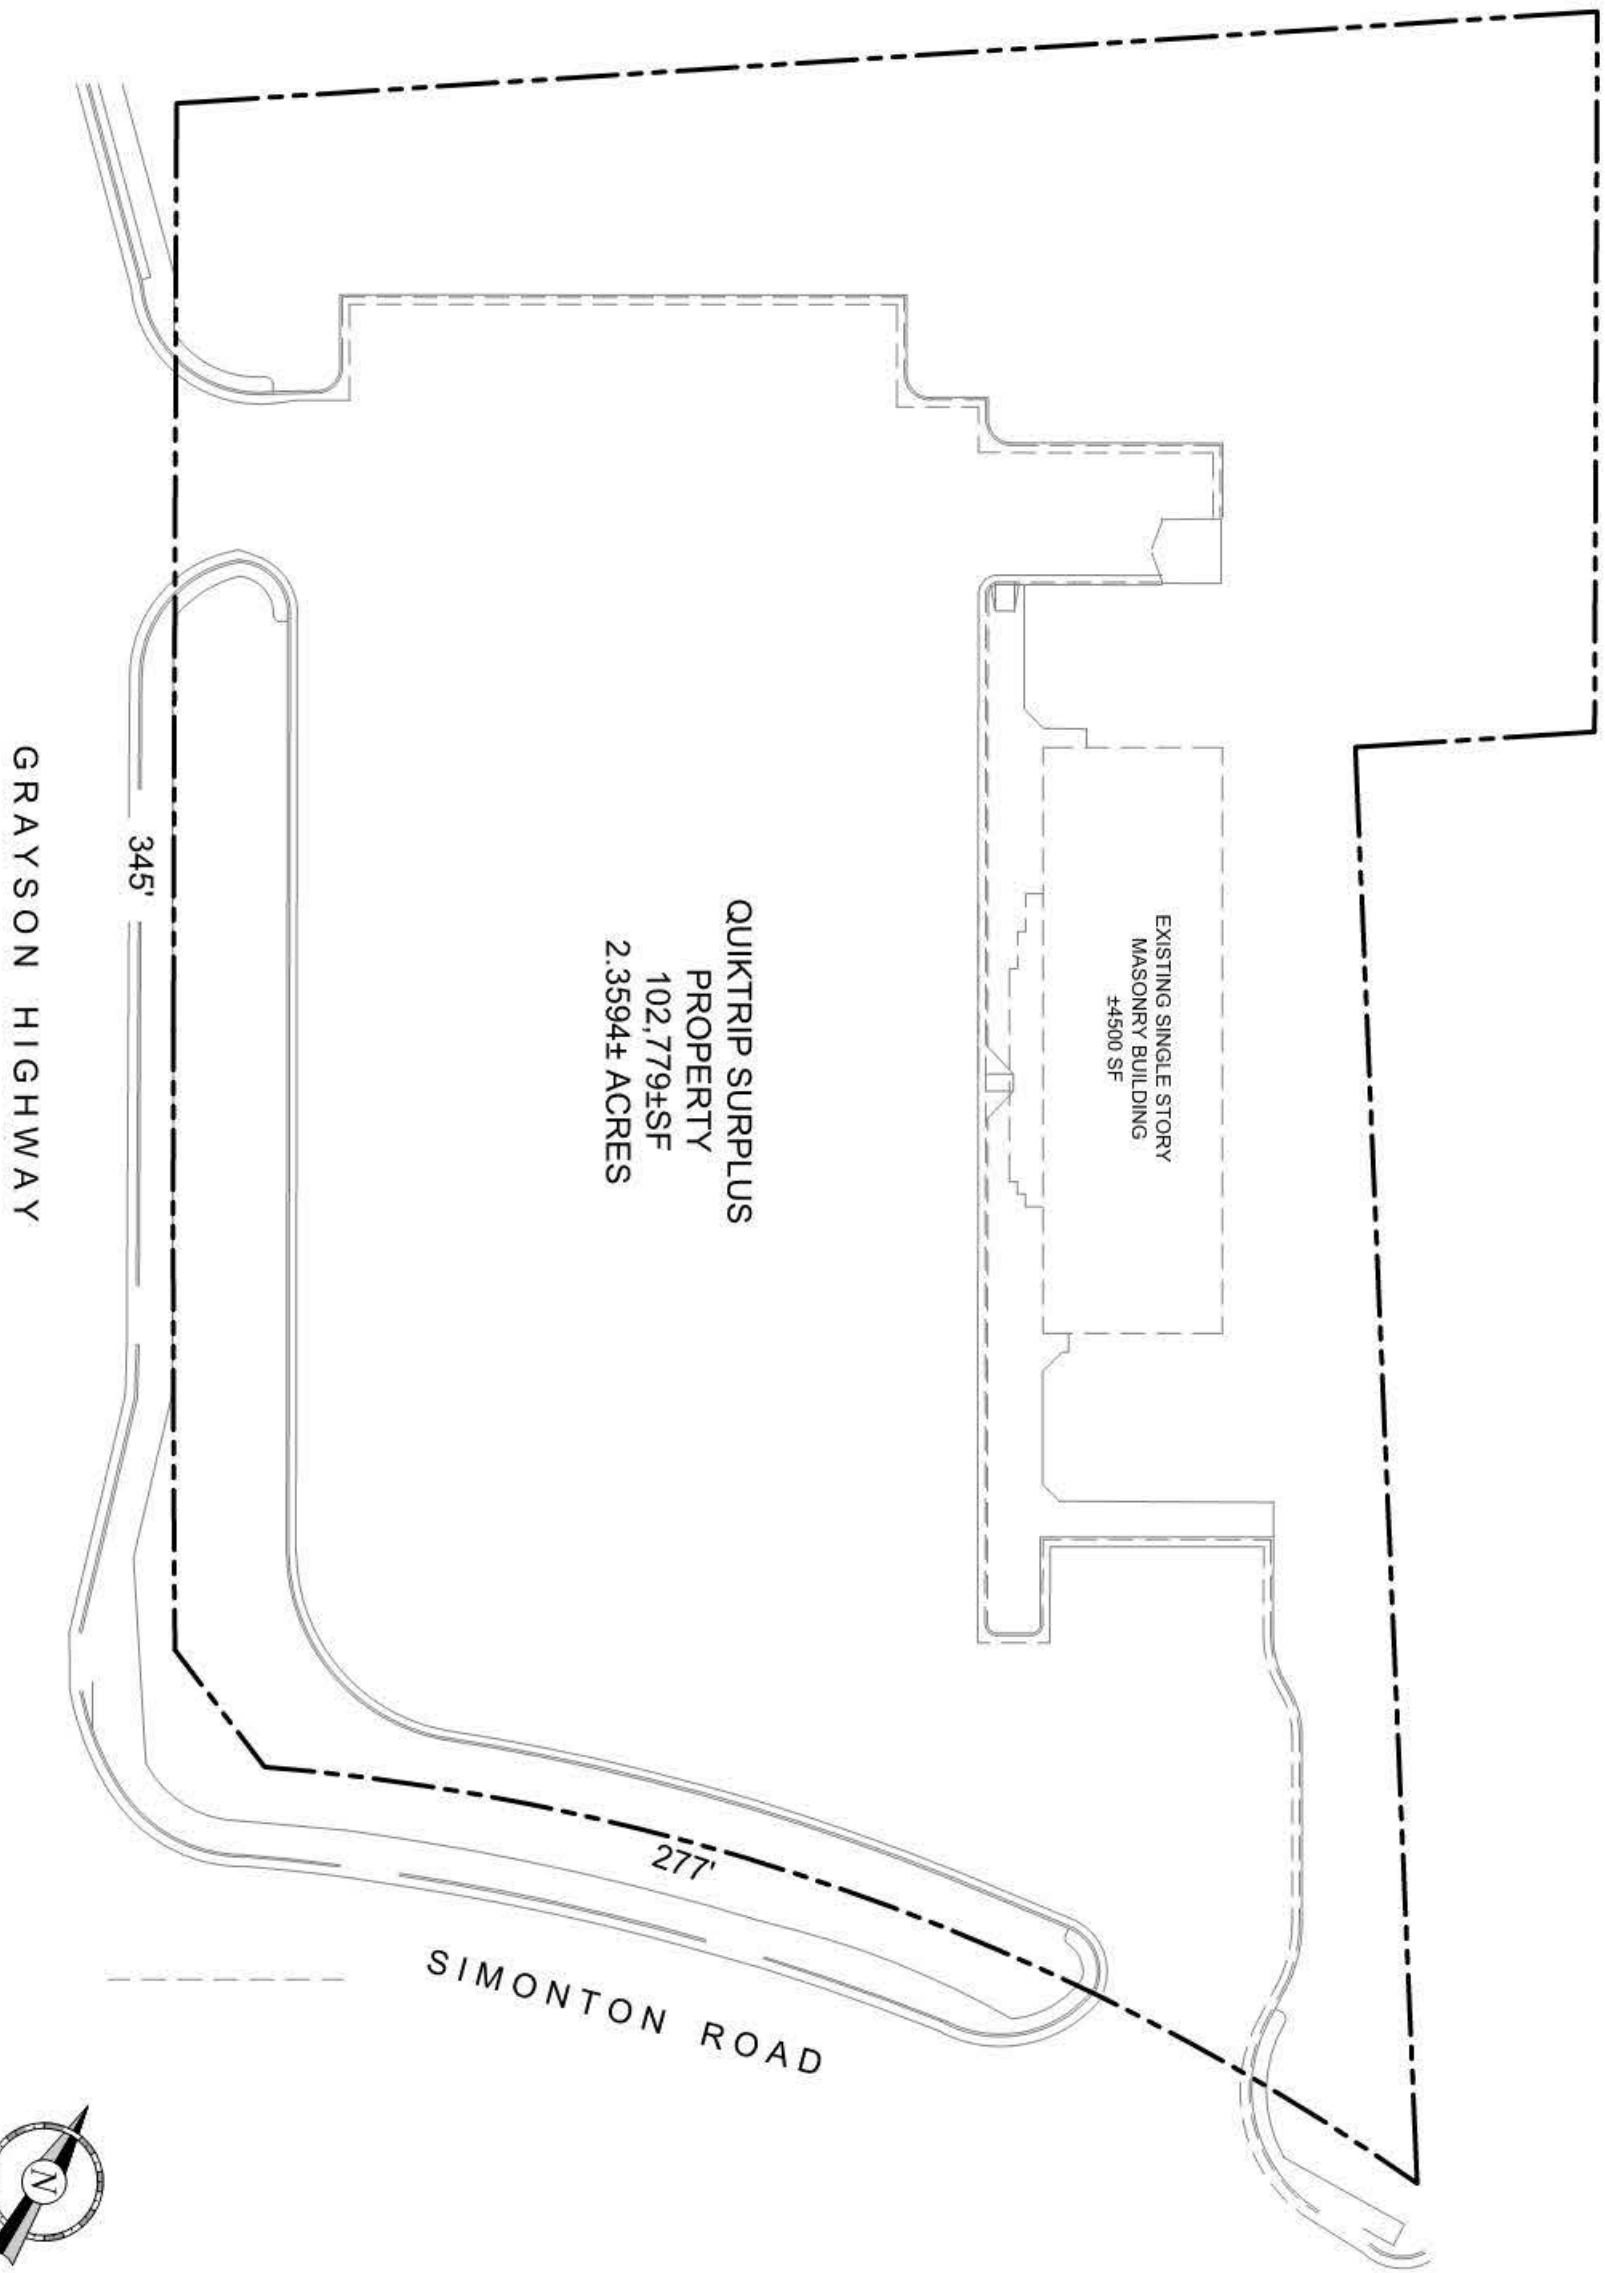 EXISTING SINGLE STORY
MASONRY BUILDING
±4500 SF
QUIKTRIP SURPLUS
PROPERTY
102,779±SF
2.3594± ACRES
345'
GRAYSON HIGHWAY
277'
SIMONTON ROAD
N